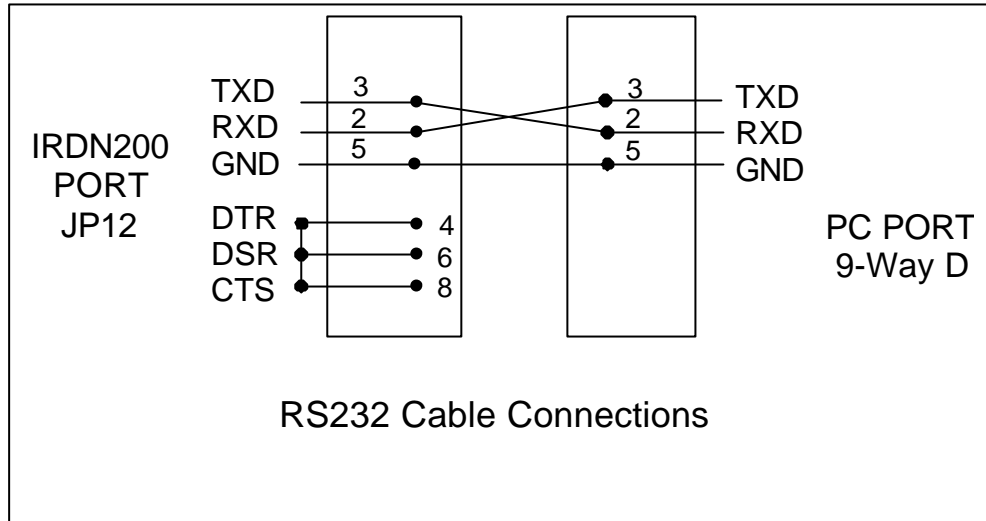 IRDN200
PORT
JP12
TXD 3
RXD 2
GND 5
DTR 4
DSR 6
CTS 8
3 TXD
2 RXD
5 GND
PC PORT
9-Way D
RS232 Cable Connections